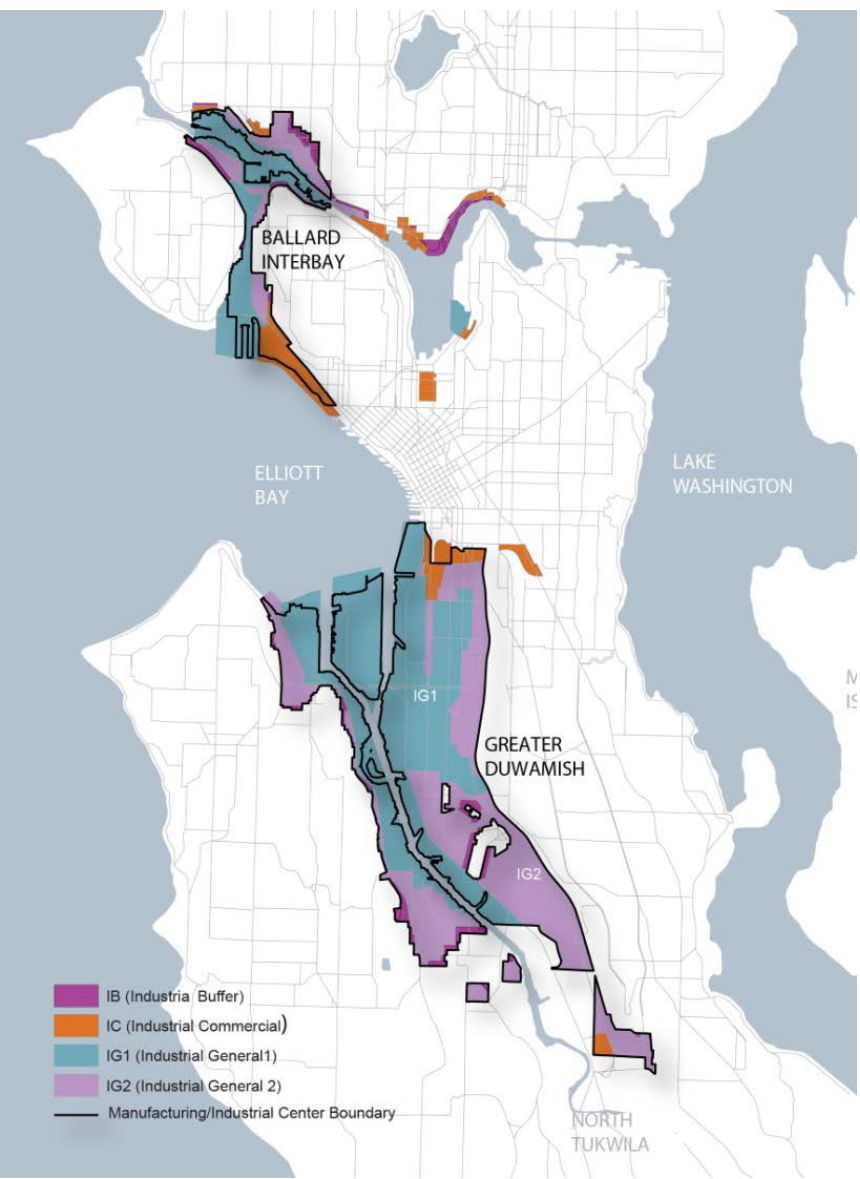 BALLARD
INTERBAY
ELLIOTT
BAY
LAKE
WASHINGTON
M
IS
IG1
GREATER
DUWAMISH
IG2
IB (Industria Buffer)
IC (Industrial Commercial)
IG1 (Industrial General1)
IG2 (Industrial General 2)
Manufacturing/Industrial Center Boundary
NORTH
TUKWILA